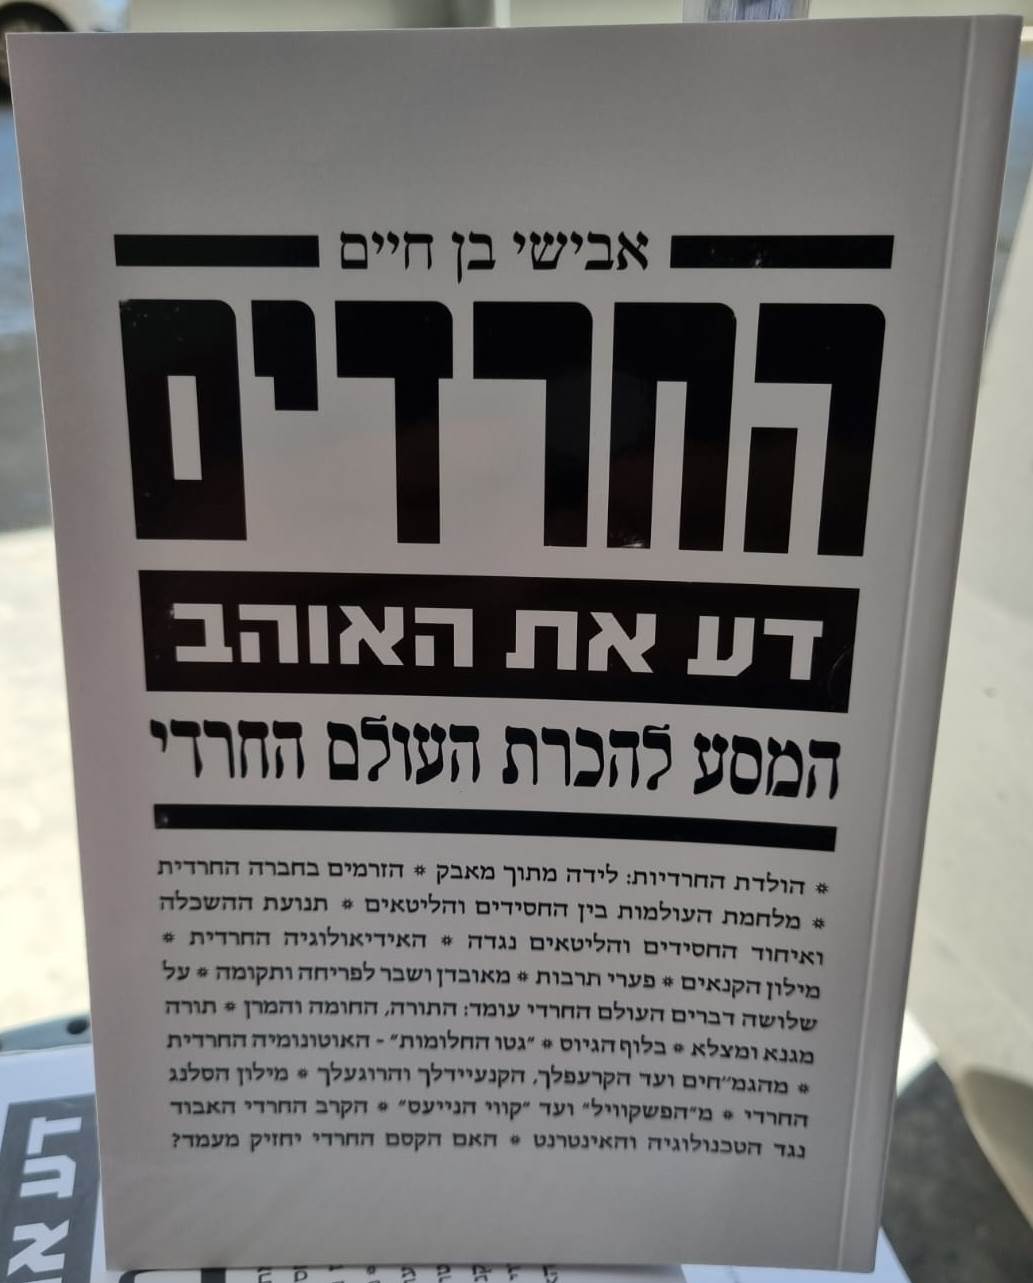 אבישי בן חיים
החרדים
דע את האוהב
המסע להכרת העולם החרדי
* הולדת החרדיות: לידה מתוך מאבק * הזרמים בחברה החרדית
* מלחמת העולמות בין החסידים והליטאים * תנועת ההשכלה
ואיחוד החסידים והליטאים נגדה * האידיאולוגיה החרדית *
מילון הקנאים * פערי תרבות * מאובדן ושבר לפריחה ותקומה * על
שלושה דברים העולם החרדי עומד: התורה, החומה והמרן * תורה
מגנא ומצלא * בלוף הגיוס * "גטו החלומות" - האוטונומיה החרדית
* מהגמ"חים ועד הקרעפלך, הקנעיידלך והרוגעלך * מילון הסלנג
החרדי * מ"הפשקוויל" ועד "קווי הנייעס" * הקרב החרדי האבוד
נגד הטכנולוגיה והאינטרנט * האם הקסם החרדי יחזיק מעמד?
דע או